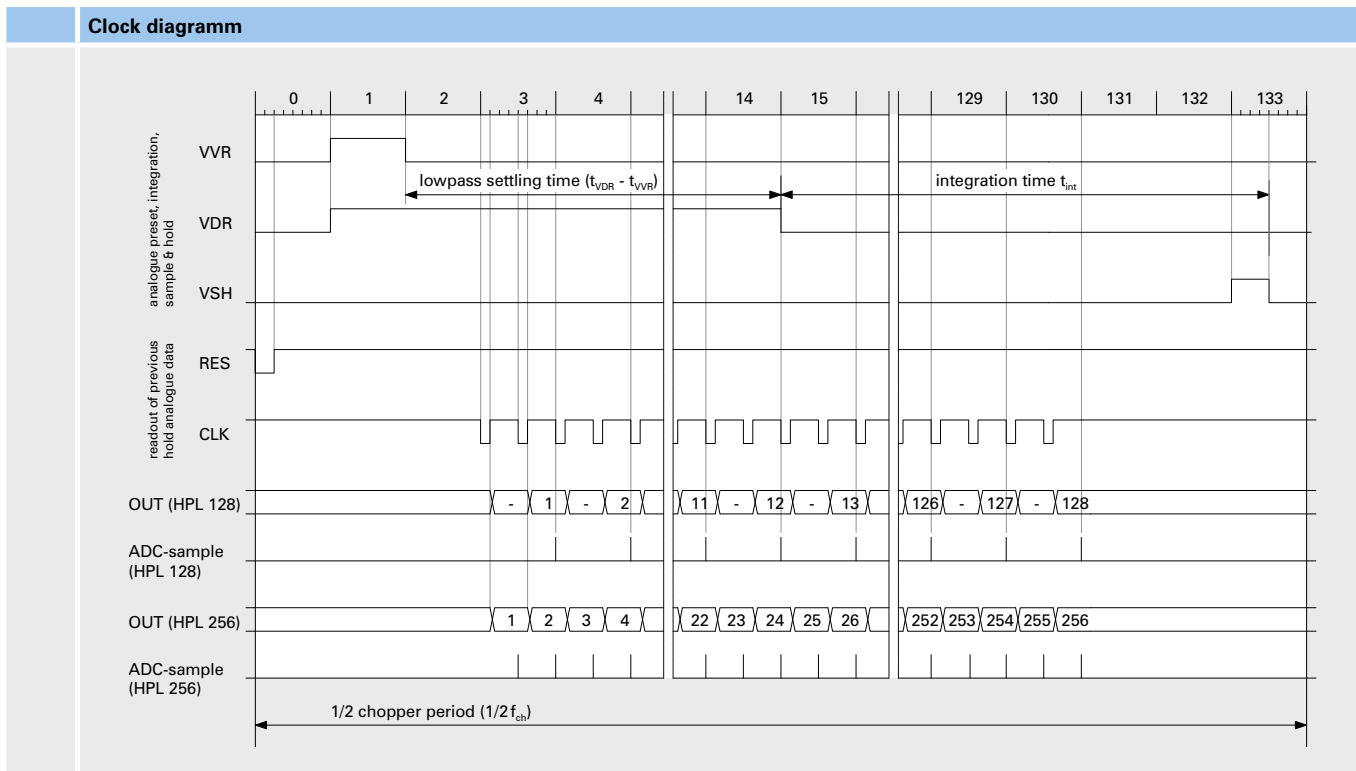 Clock diagramm
0 1 2 3 4 14 15 129 130 131 132 133
analogue preset, integration,
sample & hold
VVR
lowpass settling time (tVDR - tVVR)
integration time tint
VDR
VSH
readout of previous
hold analogue data
RES
CLK
OUT (HPL 128) - 1 - 2 11 - 12 - 13 126 - 127 - 128
ADC-sample
(HPL 128)
OUT (HPL 256) 1 2 3 4 22 23 24 25 26 252 253 254 255 256
ADC-sample
(HPL 256)
1/2 chopper period (1/2 fch)